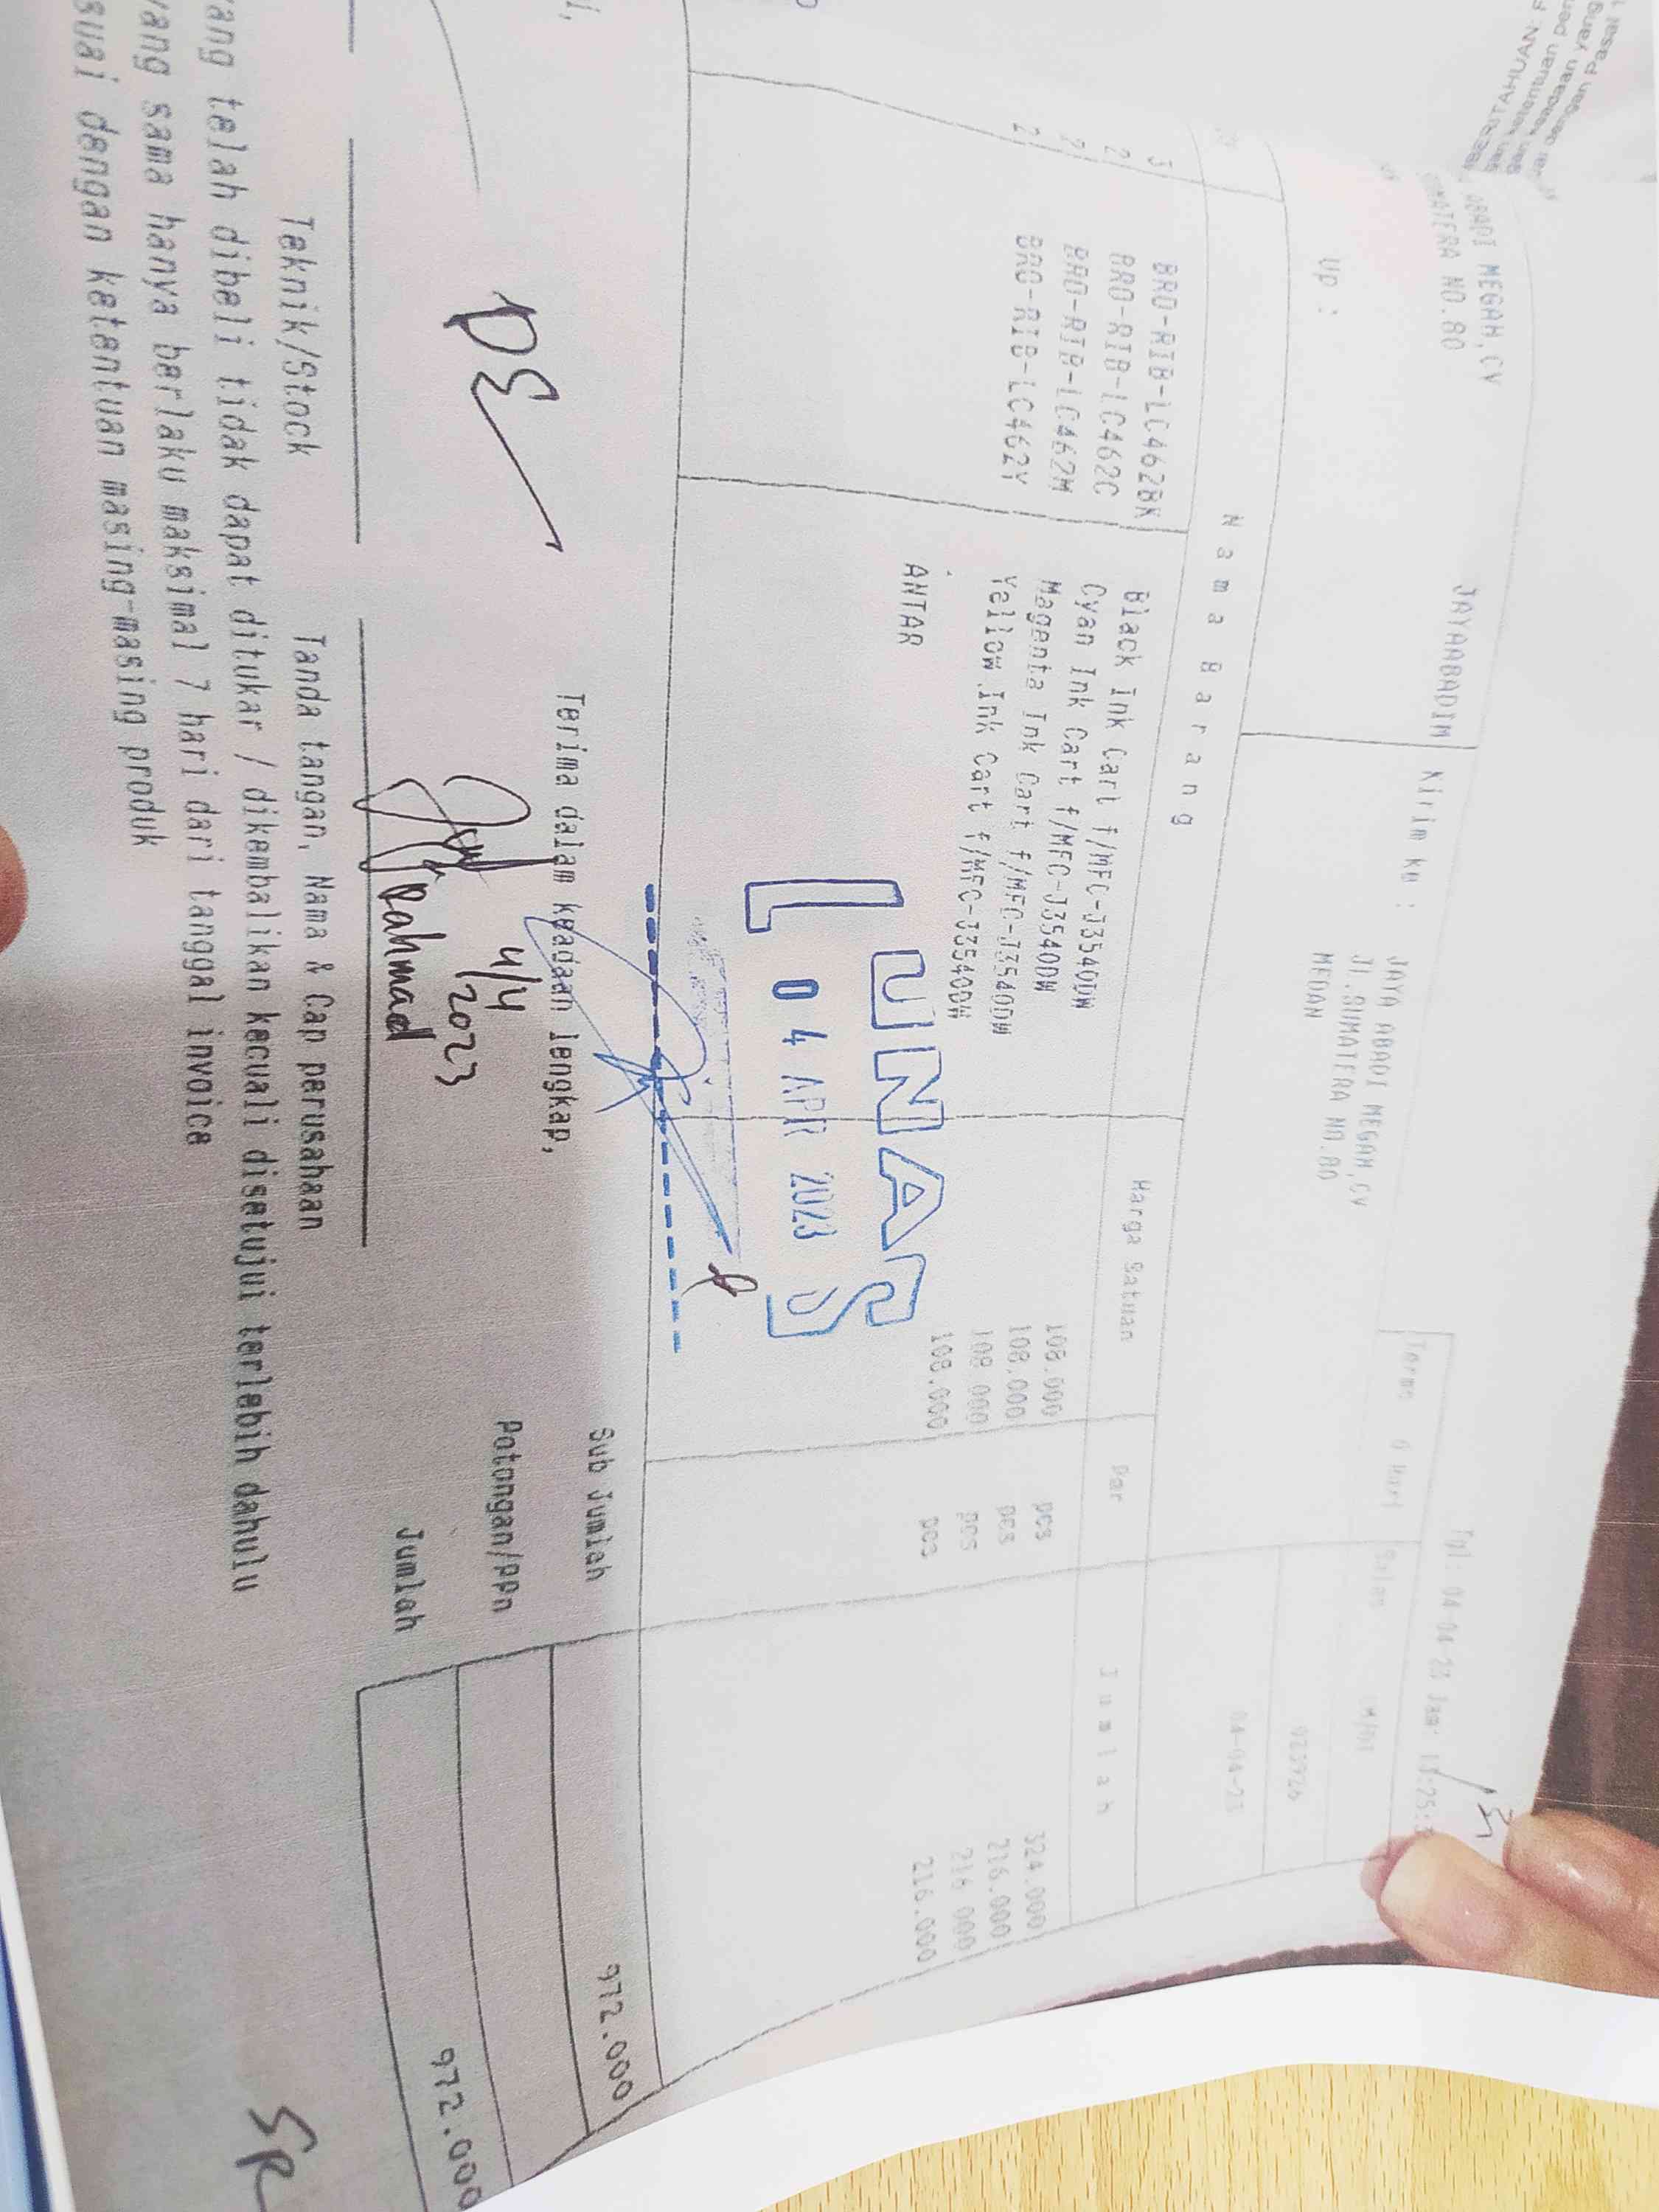 Tgl: 04-04-23 Jam: 1
ABADI MEGAH,CV
NO.80
JAYAABADIM
Up :
Kirim ke : JAYA ABADI MEGAH,CV
Jl.SUMATERA NO.80
MEDAN
Terms
Sales
023926
04-04-23
N a m a B a r a n g
Harga Satuan
J u m l a h
3 BRO-RIB-LC462BK Black Ink Cart f/MFC-J3540DW 108.000 pcs 324.000
2 BRO-RIB-LC462C Cyan Ink Cart f/MFC-J3540DW 108.000 pcs 216.000
2 BRO-RIB-LC462M Magenta Ink Cart f/MFC-J3540DW 108.000 pcs 216.000
2 BRO-RIB-LC462Y Yellow Ink Cart f/MFC-J3540DW 108.000 pcs 216.000
ANTAR
LUNAS
04 APR 2023
Terima dalam keadaan lengkap,
Sub Jumlah 972.000
Potongan/PPn
Jumlah 972.000
4/4
2023
Rahmad
Teknik/Stock
Tanda tangan, Nama & Cap perusahaan
telah dibeli tidak dapat ditukar / dikembalikan kecuali disetujui terlebih dahulu
sama hanya berlaku maksimal 7 hari dari tanggal invoice
dengan ketentuan masing-masing produk
SR